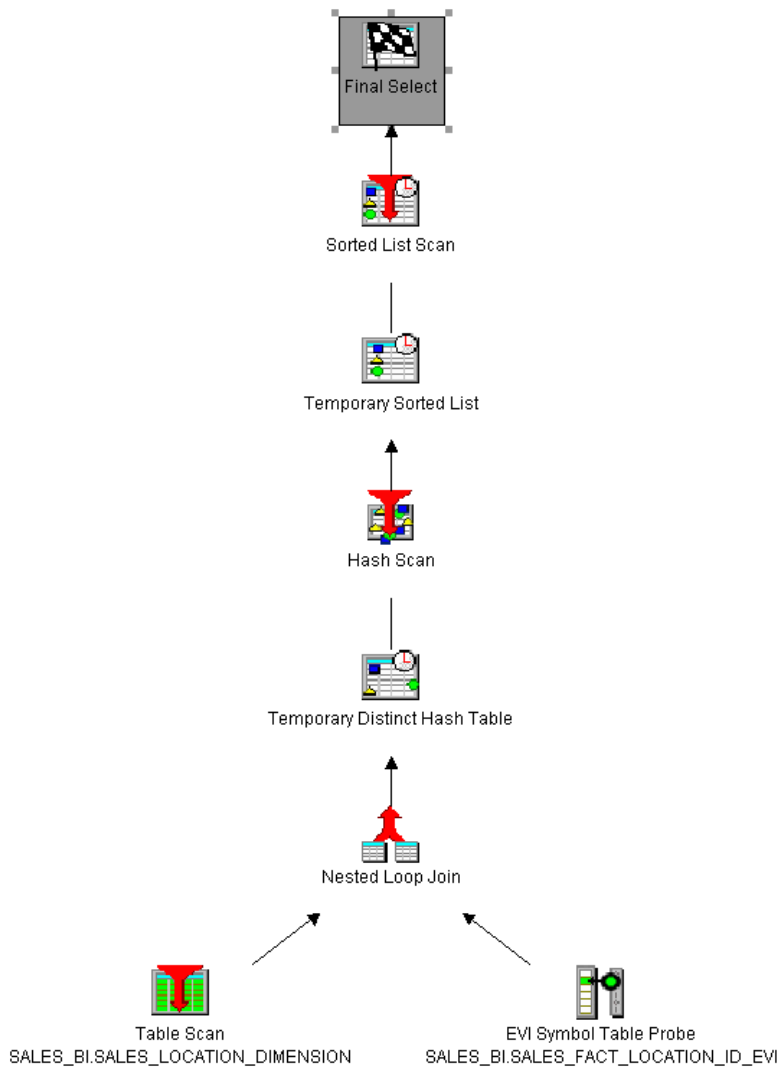 Final Select
Sorted List Scan
Temporary Sorted List
Hash Scan
Temporary Distinct Hash Table
Nested Loop Join
Table Scan
SALES_BI.SALES_LOCATION_DIMENSION
EVI Symbol Table Probe
SALES_BI.SALES_FACT_LOCATION_ID_EVI